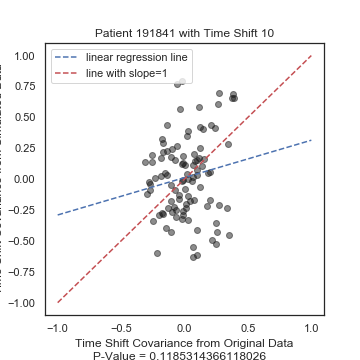 Patient 191841 with Time Shift 10
linear regression line
line with slope=1
1.00
0.75
0.50
0.25
0.00
−0.25
−0.50
−0.75
−1.00
−1.0
−0.5
0.0
0.5
1.0
Time Shift Covariance from Original Data
P-Value = 0.1185314366118026